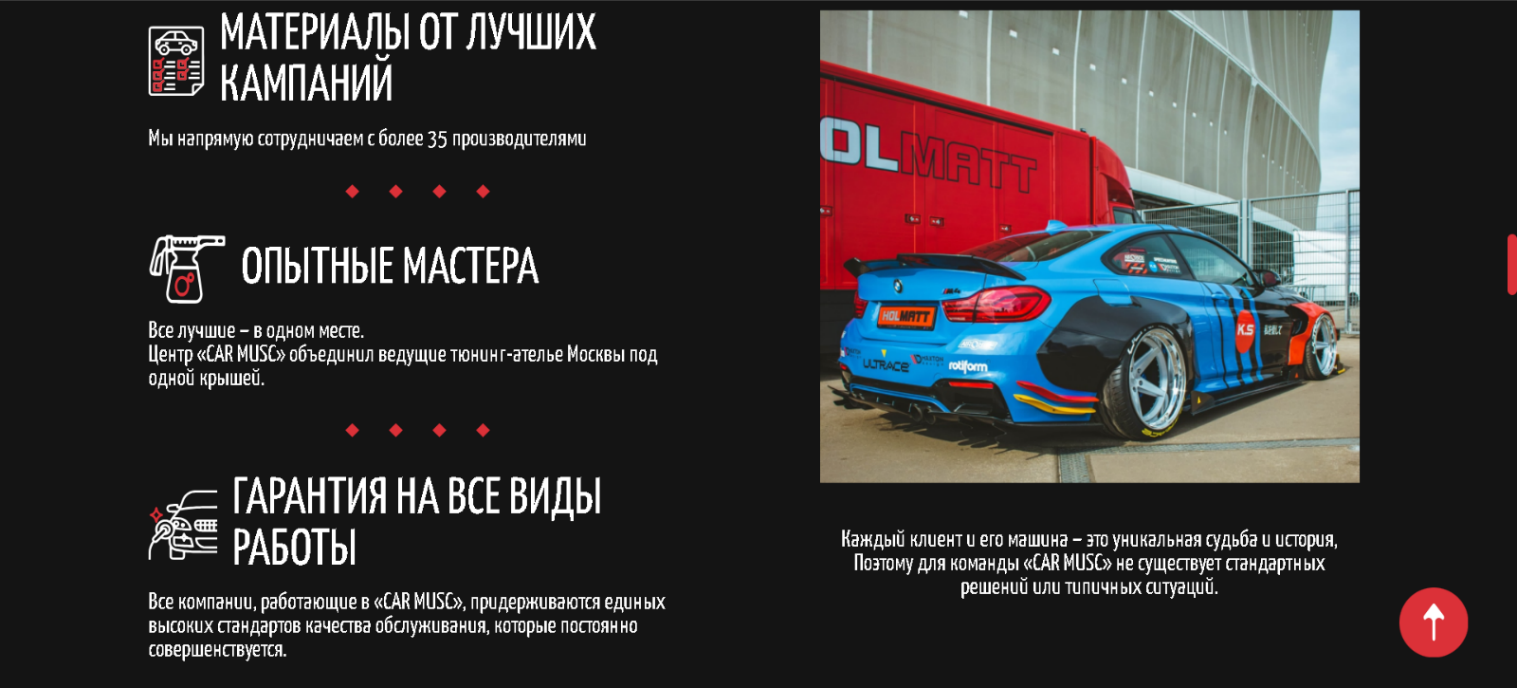 МАТЕРИАЛЫ ОТ ЛУЧШИХ
КАМПАНИЙ
Мы напрямую сотрудничаем с более 35 производителями
ОПЫТНЫЕ МАСТЕРА
Все лучшие – в одном месте.
Центр «CAR MUSC» объединил ведущие тюнинг-ателье Москвы под
одной крышей.
ГАРАНТИЯ НА ВСЕ ВИДЫ
РАБОТЫ
Все компании, работающие в «CAR MUSC», придерживаются единых
высоких стандартов качества обслуживания, которые постоянно
совершенствуется.
HOLMATT
M4
HOLMATT
K.S
ULTRACE
MAXTON
rotiform
Каждый клиент и его машина – это уникальная судьба и история,
Поэтому для команды «CAR MUSC» не существует стандартных
решений или типичных ситуаций.